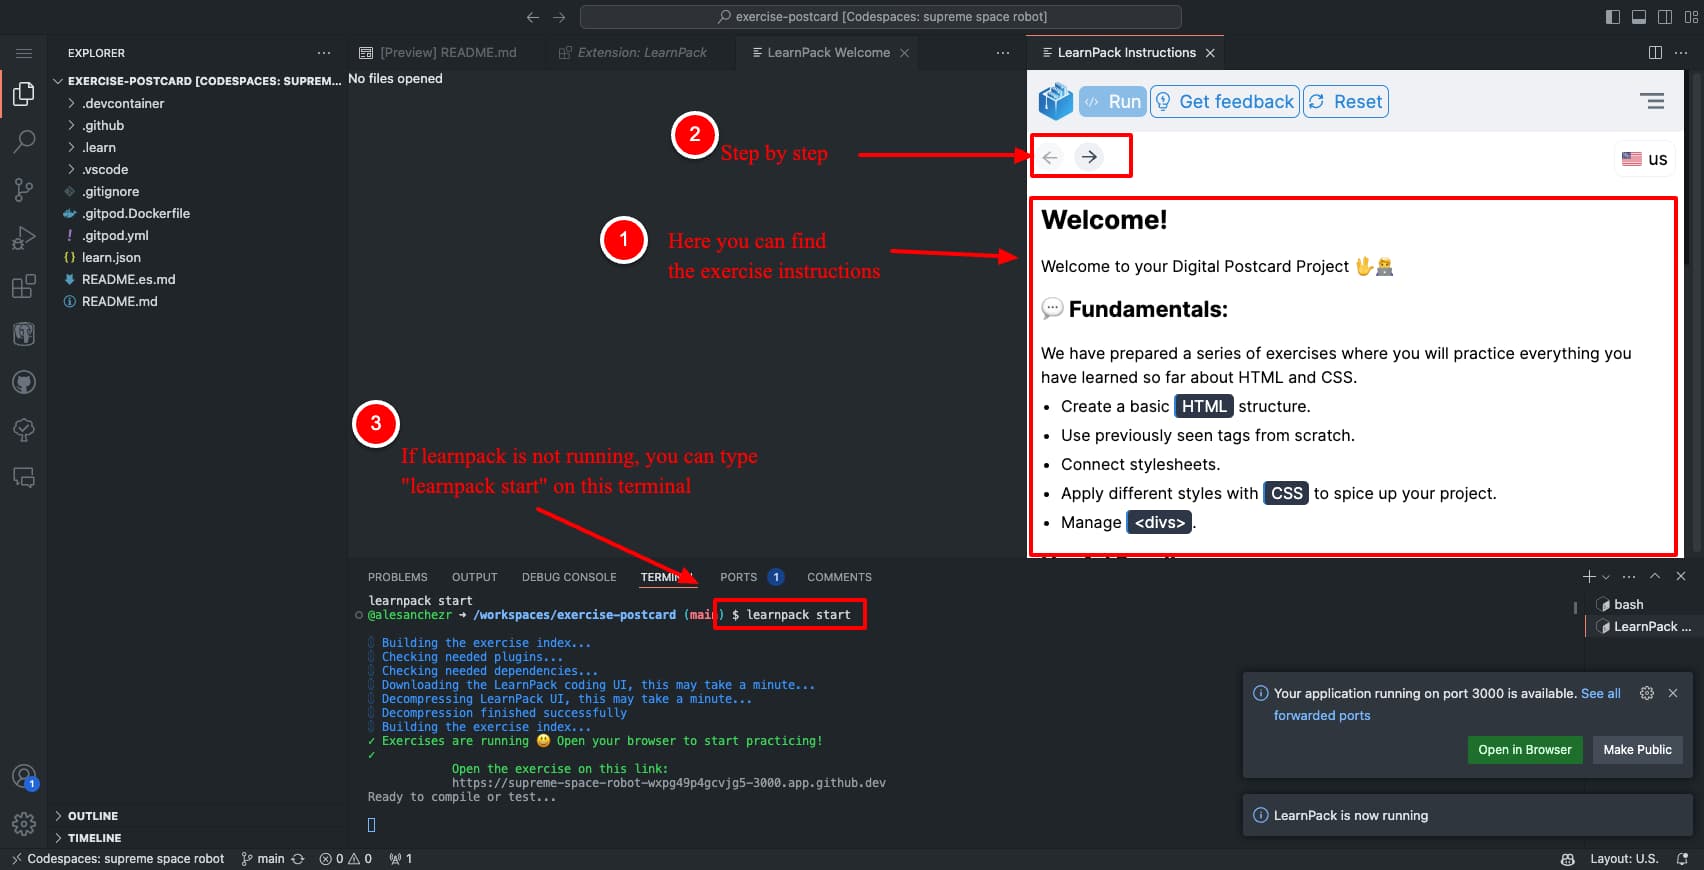 exercise-postcard [Codespaces: supreme space robot]
EXPLORER
EXERCISE-POSTCARD [CODESPACES: SUPREM...
.devcontainer
.github
.learn
.vscode
.gitignore
.gitpod.Dockerfile
.gitpod.yml
learn.json
README.es.md
README.md
OUTLINE
TIMELINE
[Preview] README.md
Extension: LearnPack
LearnPack Welcome
No files opened
2
Step by step
1
Here you can find
the exercise instructions
3
If learnpack is not running, you can type
"learnpack start" on this terminal
LearnPack Instructions
Run
Get feedback
Reset
us
Welcome!
Welcome to your Digital Postcard Project
Fundamentals:
We have prepared a series of exercises where you will practice everything you
have learned so far about HTML and CSS.
• Create a basic HTML structure.
• Use previously seen tags from scratch.
• Connect stylesheets.
• Apply different styles with CSS to spice up your project.
• Manage <divs>.
PROBLEMS OUTPUT DEBUG CONSOLE TERMIN PORTS 1 COMMENTS
learnpack start
@alesanchezr ➜ /workspaces/exercise-postcard (main) $ learnpack start
Building the exercise index...
Checking needed plugins...
Checking needed dependencies...
Downloading the LearnPack coding UI, this may take a minute...
Decompressing LearnPack UI, this may take a minute...
Decompression finished successfully
Building the exercise index...
✓ Exercises are running 😃 Open your browser to start practicing!
✓
Open the exercise on this link:
https://supreme-space-robot-wxpg49p4gcvjg5-3000.app.github.dev
Ready to compile or test...
bash
LearnPack ...
Your application running on port 3000 is available. See all
forwarded ports
Open in Browser
Make Public
LearnPack is now running
1
Codespaces: supreme space robot
main
0
0
1
Layout: U.S.